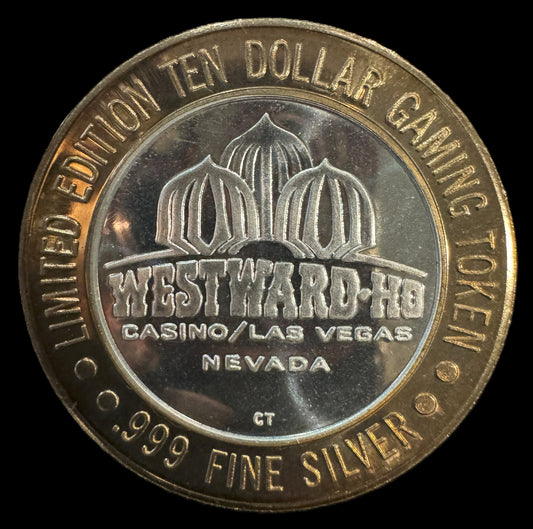 LIMITED EDITION TEN DOLLAR GAMING TOKEN
WESTWARD-HO
CASINO/LAS VEGAS
NEVADA
CT
.999 FINE SILVER